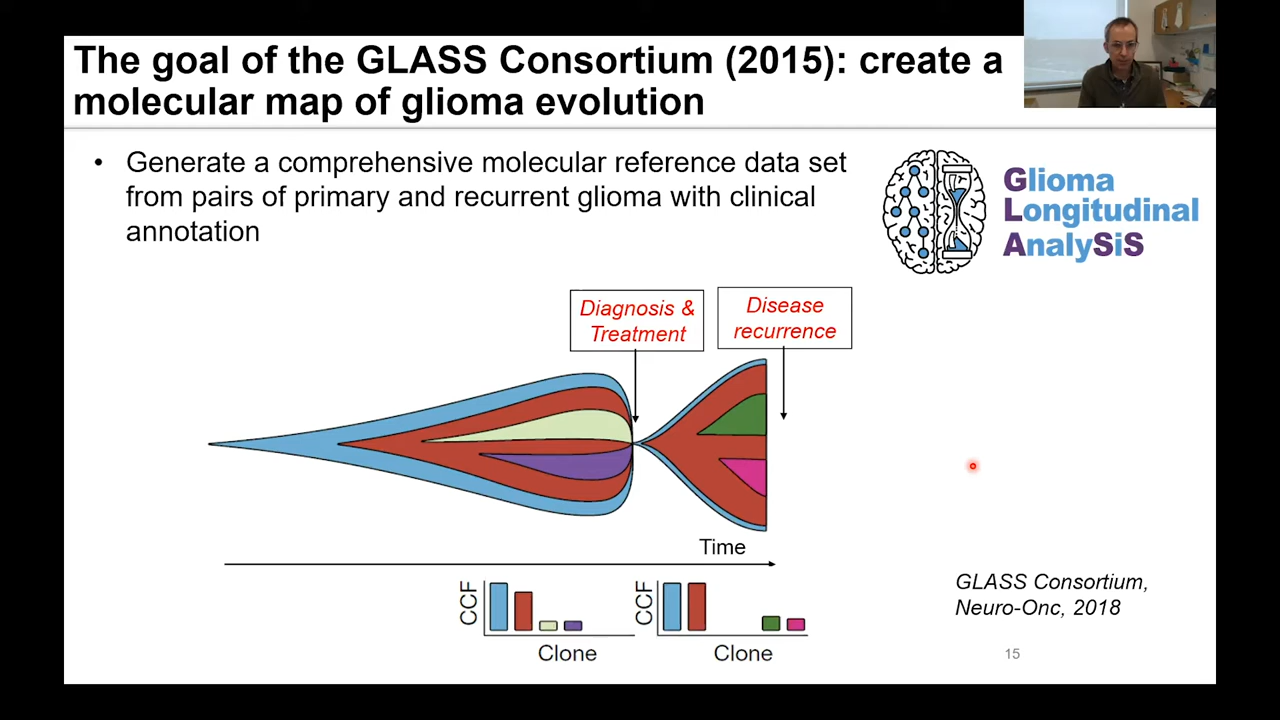 The goal of the GLASS Consortium (2015): create a
molecular map of glioma evolution
• Generate a comprehensive molecular reference data set
from pairs of primary and recurrent glioma with clinical
annotation
Glioma
Longitudinal
AnalySiS
Diagnosis &
Treatment
Disease
recurrence
Time
CCF
Clone
CCF
Clone
GLASS Consortium,
Neuro-Onc, 2018
15